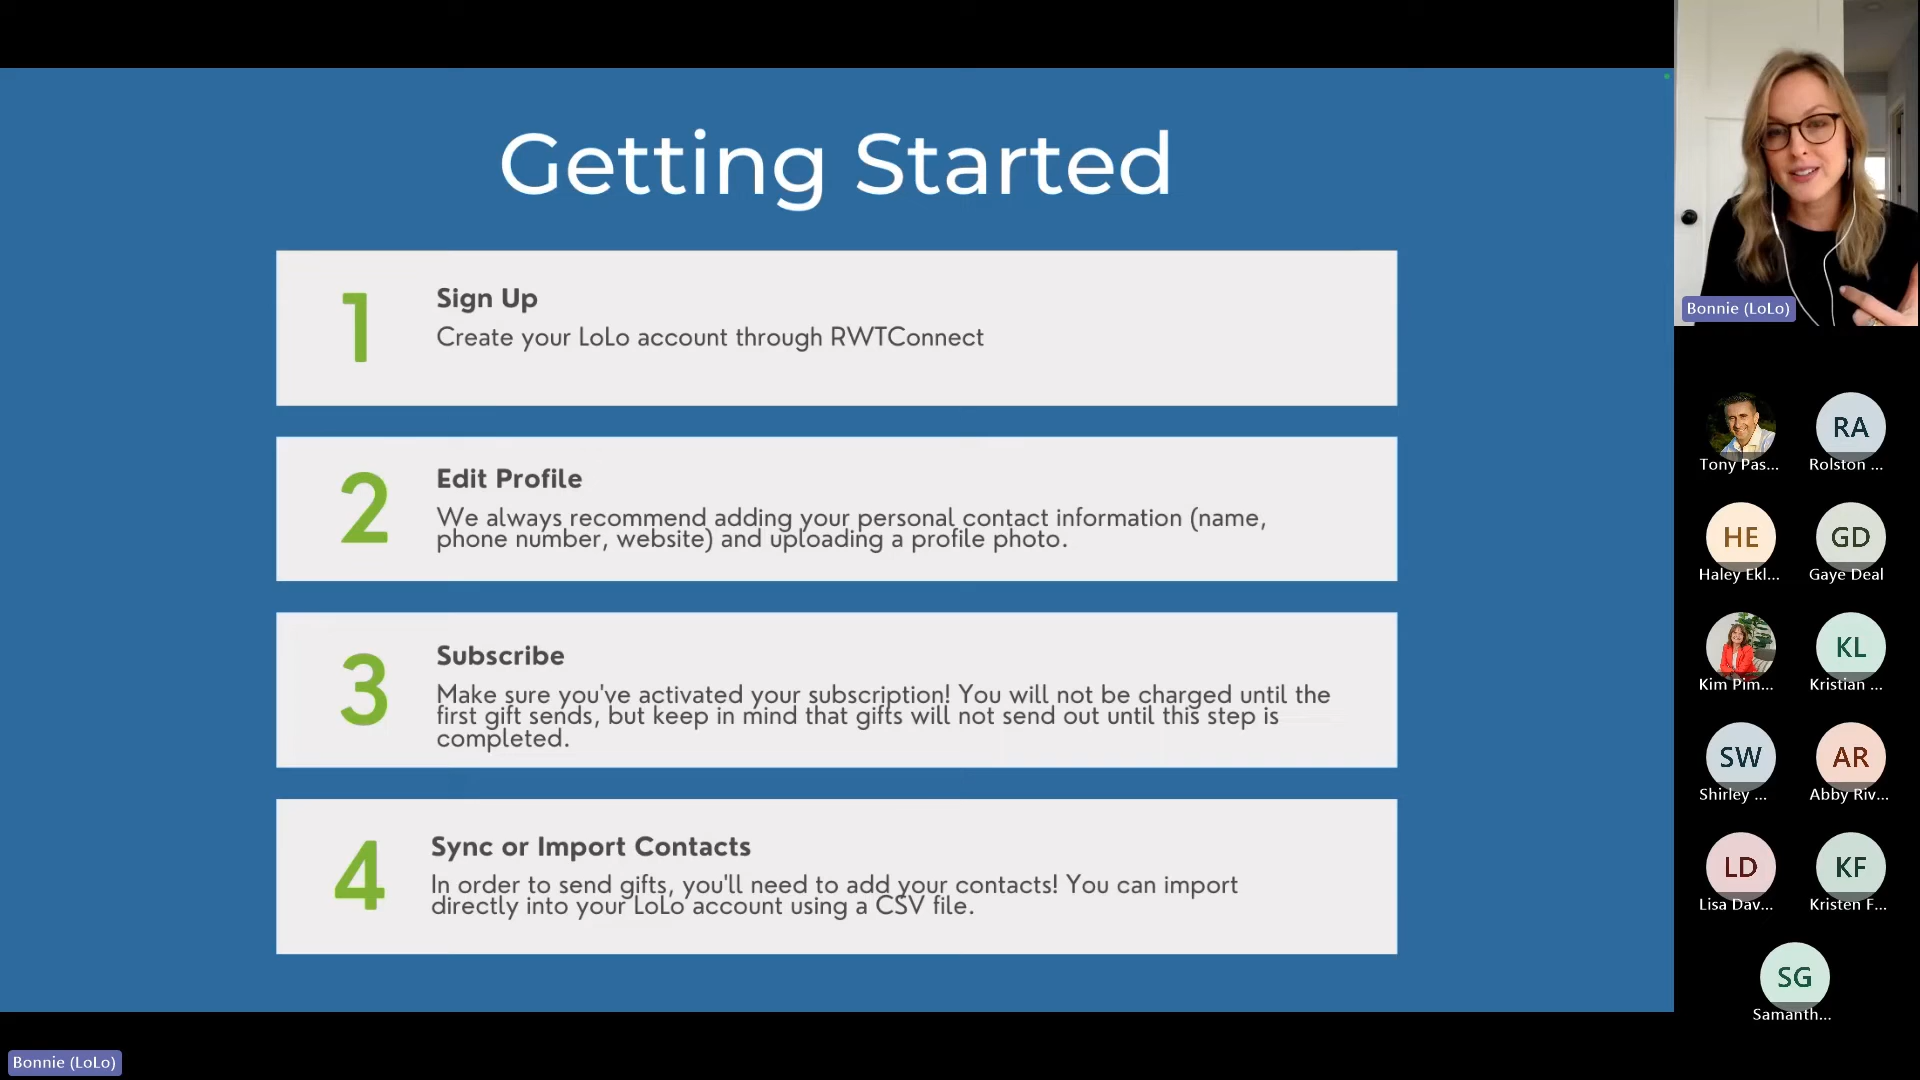 Getting Started
1
Sign Up
Create your LoLo account through RWTConnect
2
Edit Profile
We always recommend adding your personal contact information (name,
phone number, website) and uploading a profile photo.
3
Subscribe
Make sure you've activated your subscription! You will not be charged until the
first gift sends, but keep in mind that gifts will not send out until this step is
completed.
4
Sync or Import Contacts
In order to send gifts, you'll need to add your contacts! You can import
directly into your LoLo account using a CSV file.
Bonnie (LoLo)
RA
Tony Pas... Rolston ...
HE GD
Haley Ekl... Gaye Deal
KL
Kim Pim... Kristian ...
SW AR
Shirley ... Abby Riv...
LD KF
Lisa Dav... Kristen F...
SG
Samanth...
Bonnie (LoLo)